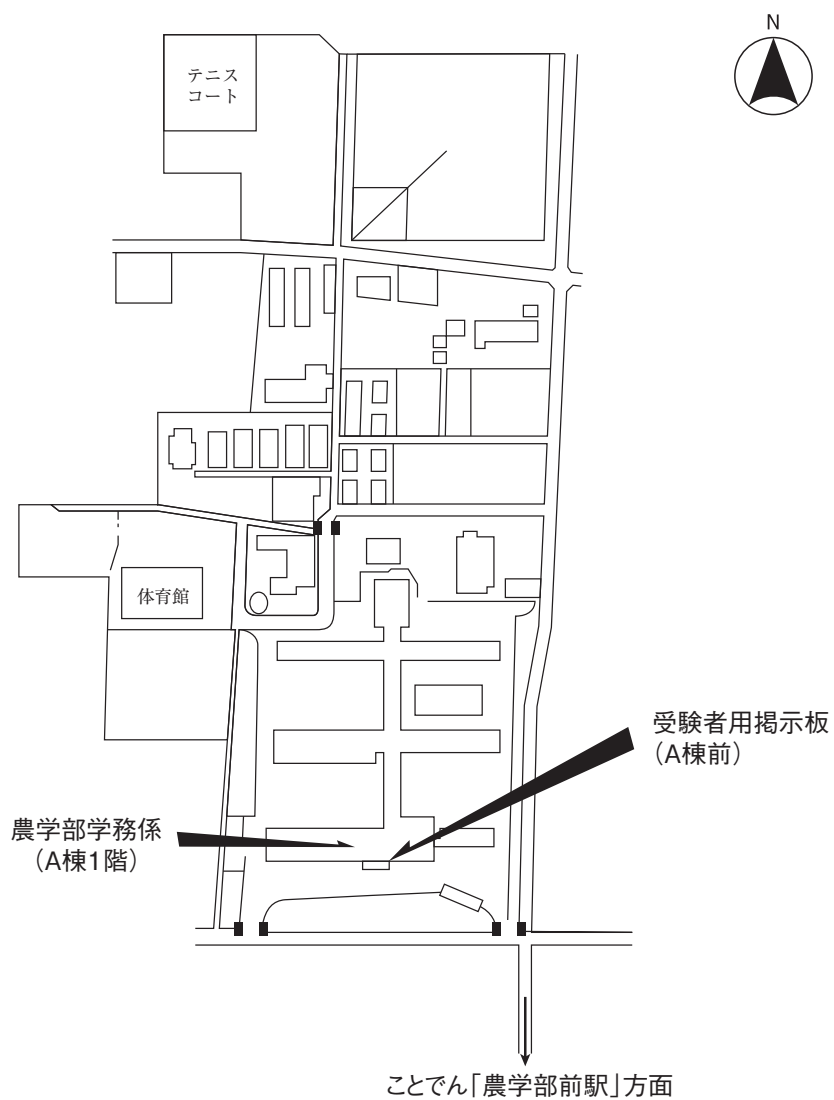 N
テニス
コート
体育館
受験者用掲示板
（A棟前）
農学部学務係
（A棟1階）
ことでん「農学部前駅」方面